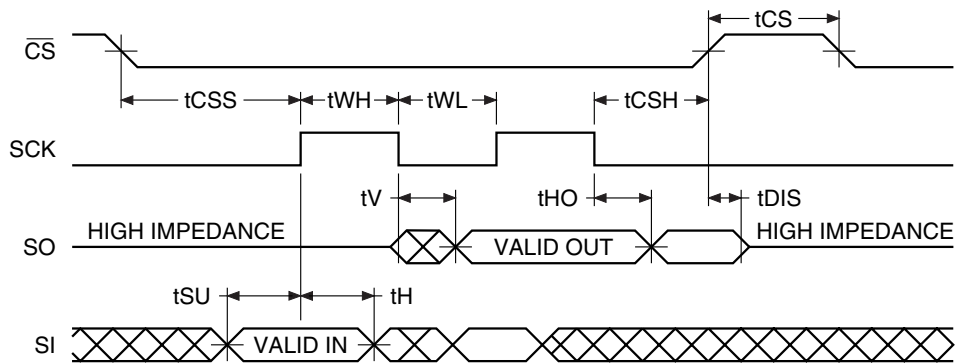 tCS
C̅S̅
tCSS tWH tWL tCSH
SCK
tV tHO tDIS
HIGH IMPEDANCE HIGH IMPEDANCE
SO VALID OUT
tSU tH
SI VALID IN